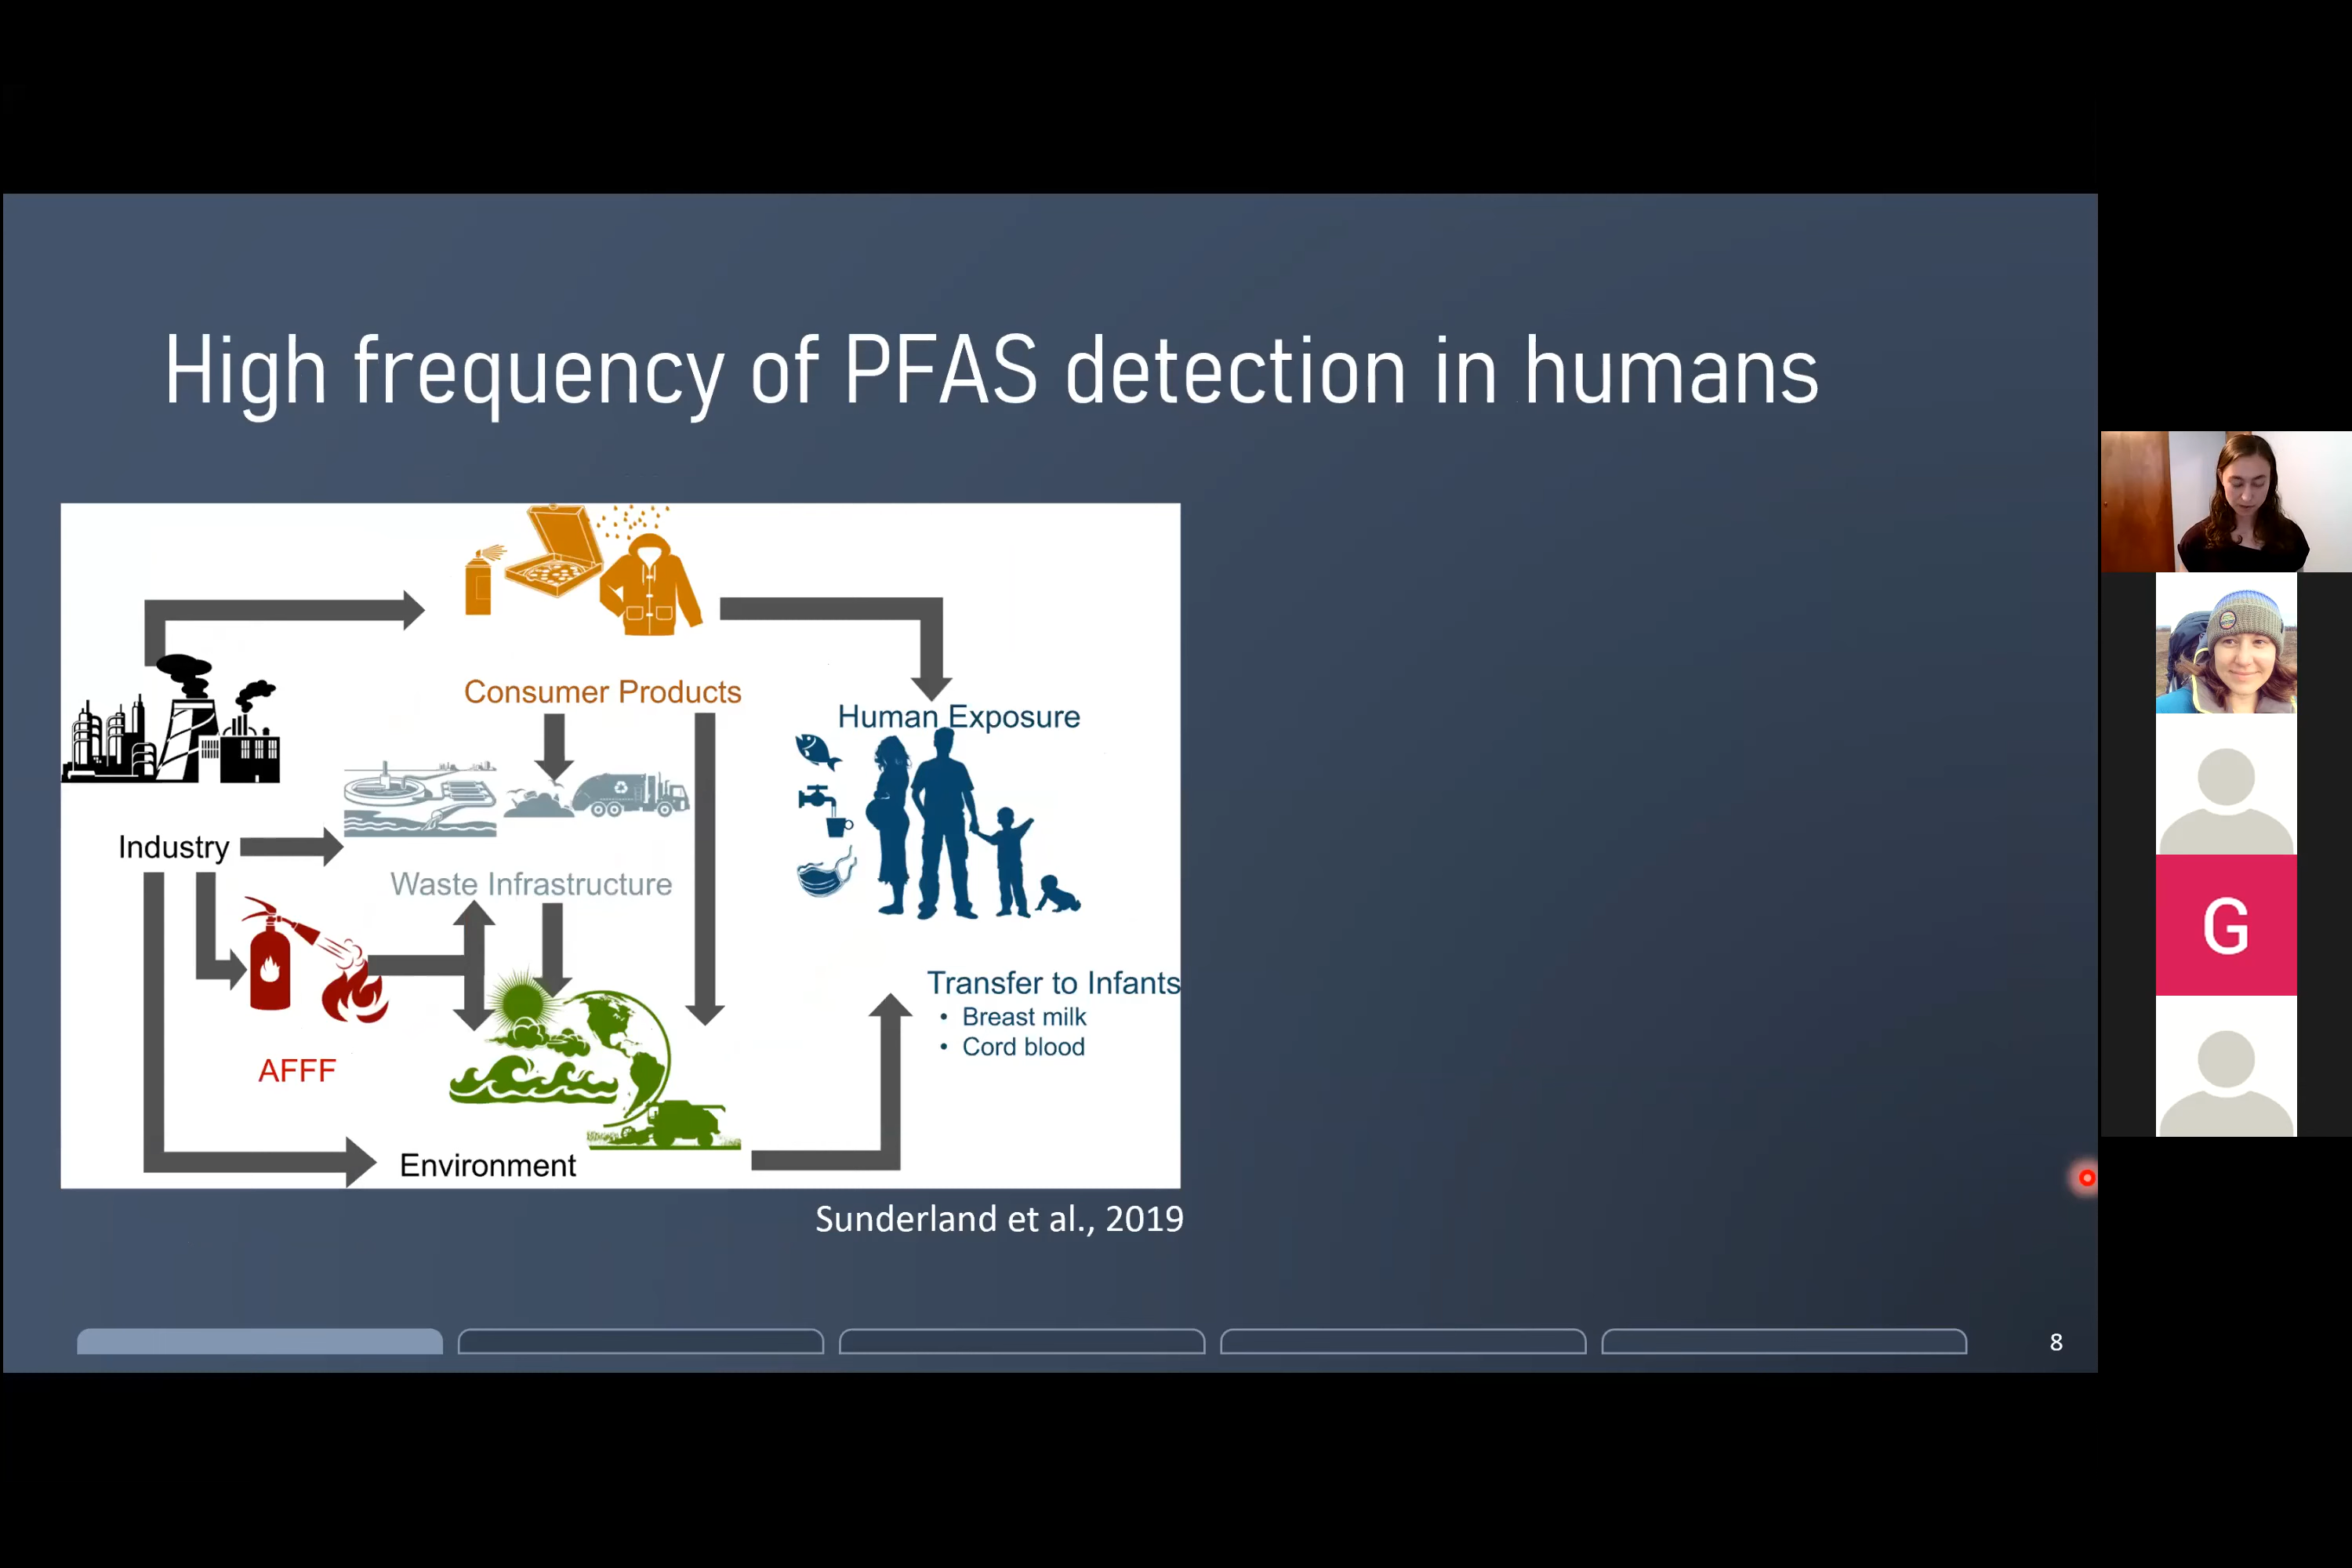 High frequency of PFAS detection in humans
Consumer Products
Human Exposure
Industry
Waste Infrastructure
Transfer to Infants
• Breast milk
• Cord blood
AFFF
Environment
Sunderland et al., 2019
8
G